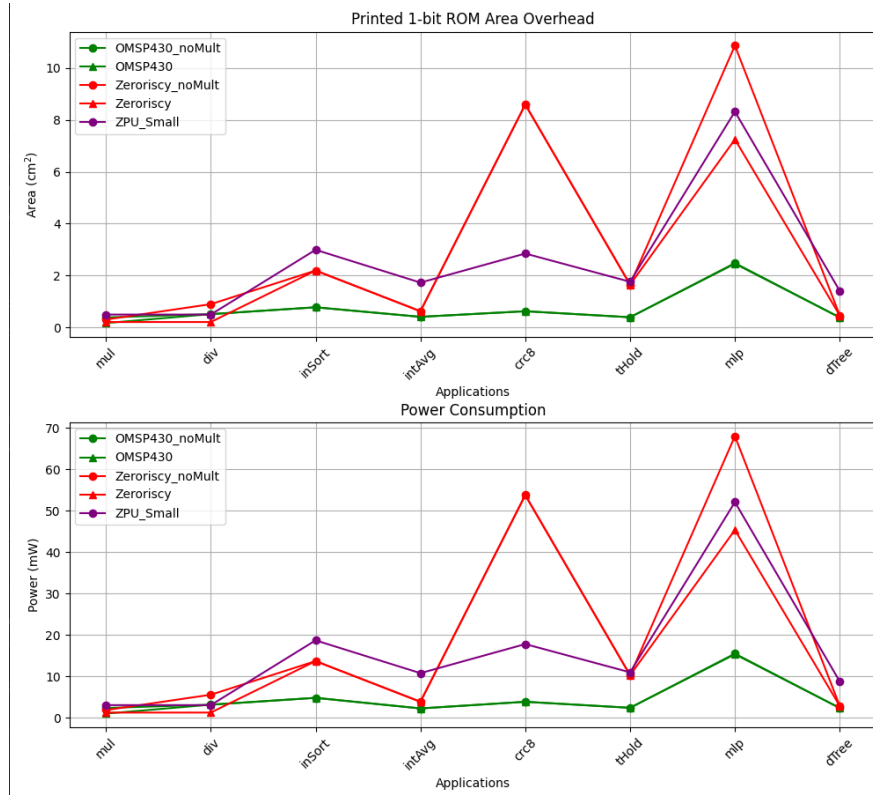 Printed 1-bit ROM Area Overhead
OMSP430_noMult
OMSP430
Zeroriscy_noMult
Zeroriscy
ZPU_Small
10
8
6
4
2
0
Area (cm²)
mul
div
inSort
intAvg
crc8
tHold
mlp
dTree
Applications
Power Consumption
OMSP430_noMult
OMSP430
Zeroriscy_noMult
Zeroriscy
ZPU_Small
70
60
50
40
30
20
10
0
Power (mW)
mul
div
inSort
intAvg
crc8
tHold
mlp
dTree
Applications